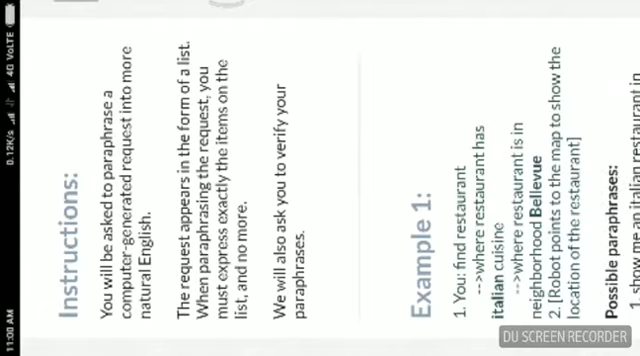 11:00 AM
0.12K/s
4G VoLTE
Instructions:
You will be asked to paraphrase a
computer-generated request into more
natural English.
The request appears in the form of a list.
When paraphrasing the request, you
must express exactly the items on the
list, and no more.
We will also ask you to verify your
paraphrases.
Example 1:
1. You: find restaurant
-->where restaurant has
italian cuisine
-->where restaurant is in
neighborhood Bellevue
2. [Robot points to the map to show the
location of the restaurant]
Possible paraphrases:
1. show me an italian restaurant in
DU SCREEN RECORDER